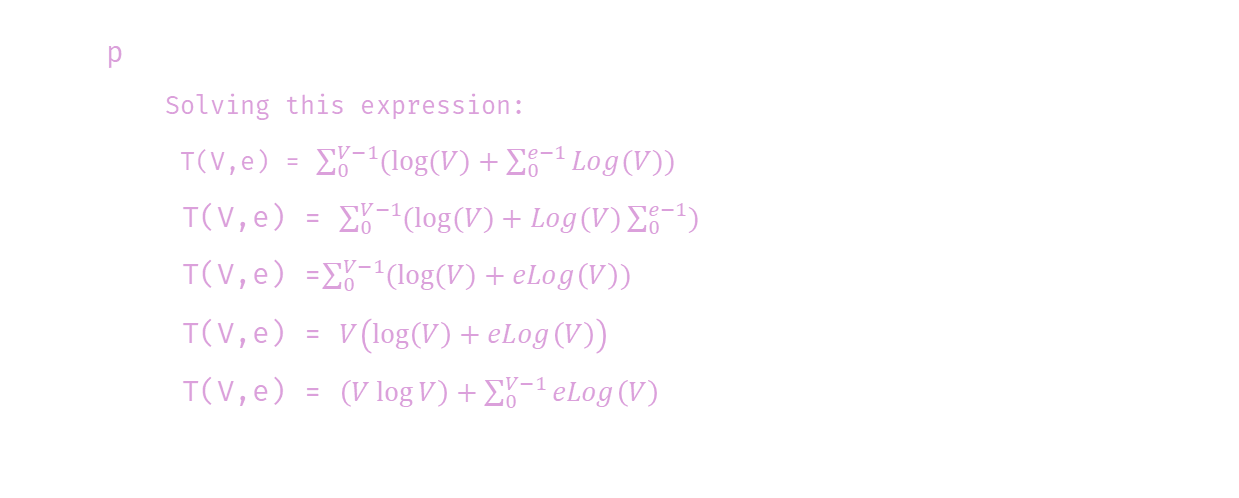 p
Solving this expression:
T(V,e) = ∑₀^{V−1}(log(V) + ∑₀^{e−1} Log(V))
T(V,e) = ∑₀^{V−1}(log(V) + Log(V) ∑₀^{e−1})
T(V,e) =∑₀^{V−1}(log(V) + eLog(V))
T(V,e) = V(log(V) + eLog(V))
T(V,e) = (V log V) + ∑₀^{V−1} eLog(V)